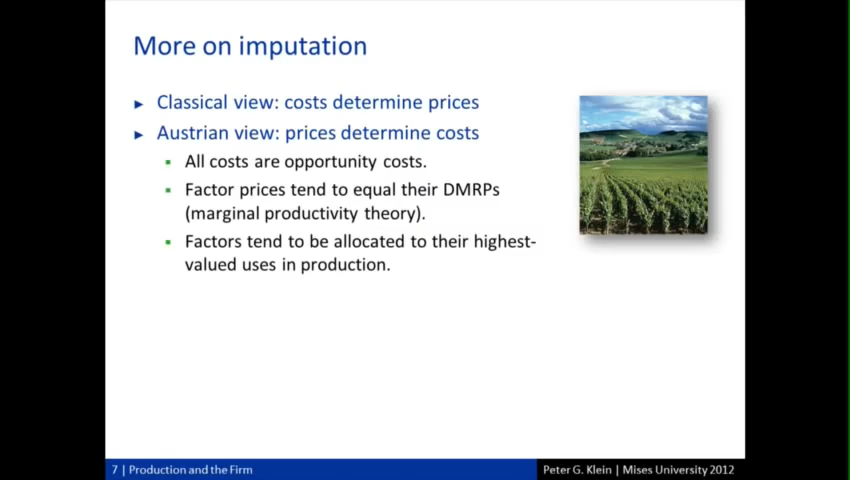 More on imputation
► Classical view: costs determine prices
► Austrian view: prices determine costs
▪ All costs are opportunity costs.
▪ Factor prices tend to equal their DMRPs
(marginal productivity theory).
▪ Factors tend to be allocated to their highest-
valued uses in production.
7 | Production and the Firm
Peter G. Klein | Mises University 2012